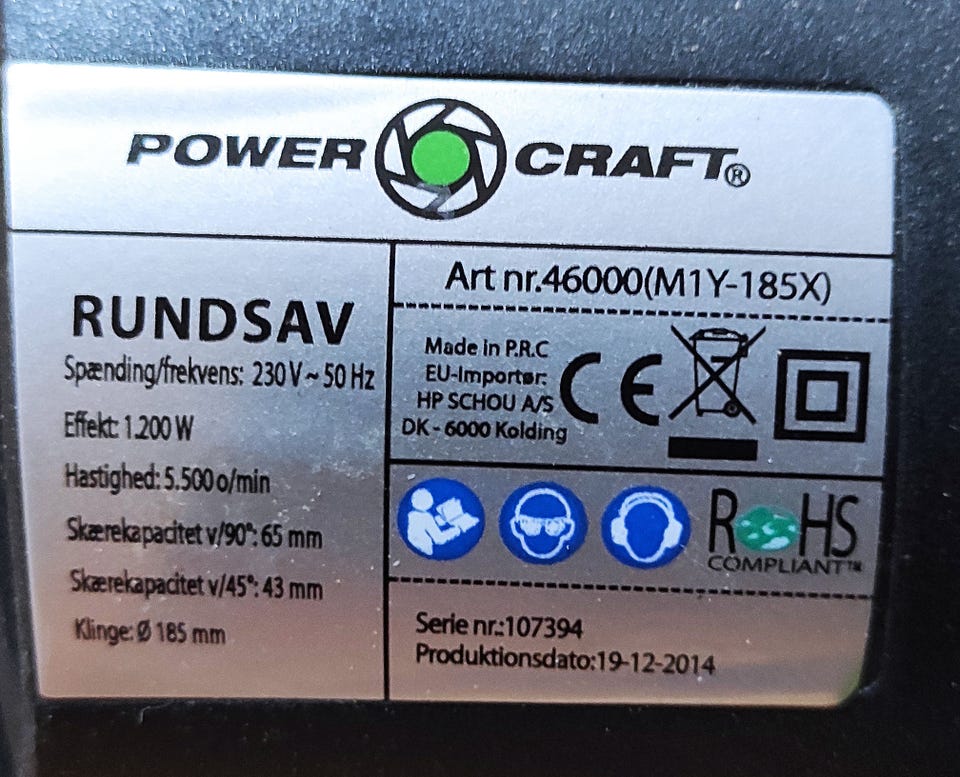 POWER CRAFT®
RUNDSAV
Spænding/frekvens: 230 V ~ 50 Hz
Effekt: 1.200 W
Hastighed: 5.500 o/min
Skærekapacitet v/90°: 65 mm
Skærekapacitet v/45°: 43 mm
Klinge: Ø 185 mm
Art nr.46000(M1Y-185X)
Made in P.R.C
EU-Importør:
HP SCHOU A/S
DK - 6000 Kolding
CE
RoHS
COMPLIANT™
Serie nr.:107394
Produktionsdato:19-12-2014